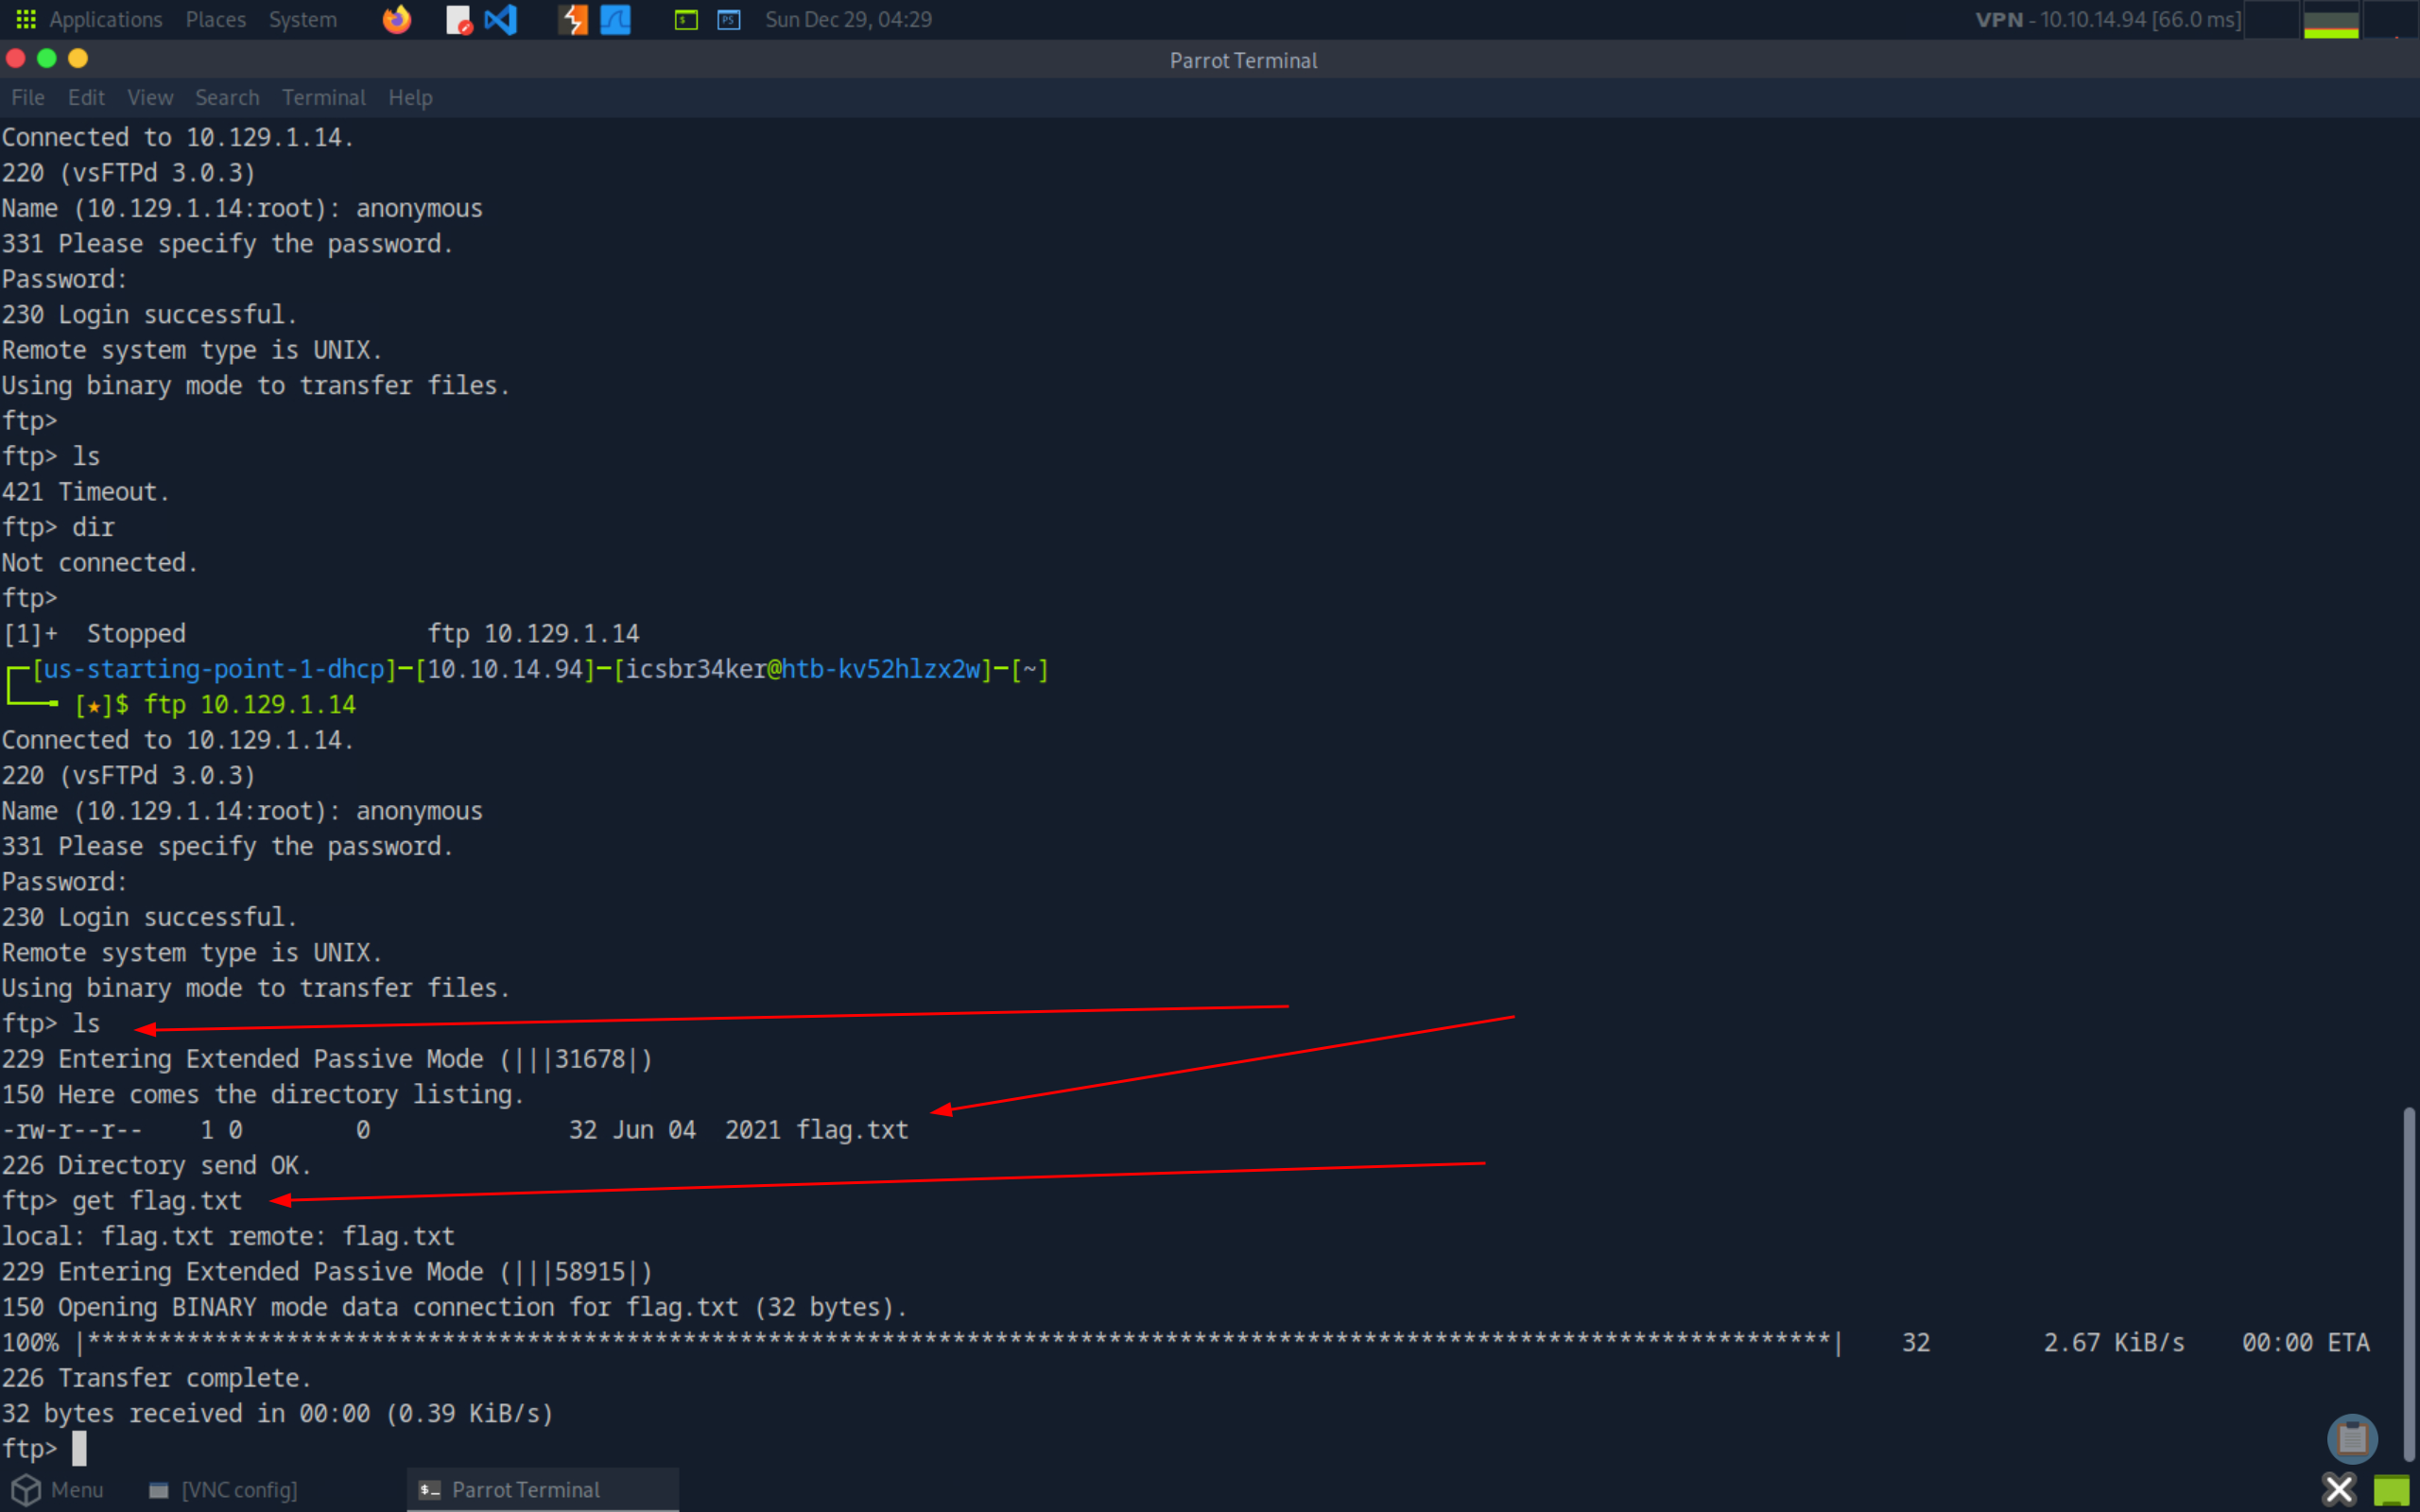 Applications Places System Sun Dec 29, 04:29 VPN - 10.10.14.94 [66.0 ms]
Parrot Terminal
File Edit View Search Terminal Help
Connected to 10.129.1.14.
220 (vsFTPd 3.0.3)
Name (10.129.1.14:root): anonymous
331 Please specify the password.
Password:
230 Login successful.
Remote system type is UNIX.
Using binary mode to transfer files.
ftp>
ftp> ls
421 Timeout.
ftp> dir
Not connected.
ftp>
[1]+  Stopped                 ftp 10.129.1.14
┌─[us-starting-point-1-dhcp]─[10.10.14.94]─[icsbr34ker@htb-kv52hlzx2w]─[~]
└──╼ [★]$ ftp 10.129.1.14
Connected to 10.129.1.14.
220 (vsFTPd 3.0.3)
Name (10.129.1.14:root): anonymous
331 Please specify the password.
Password:
230 Login successful.
Remote system type is UNIX.
Using binary mode to transfer files.
ftp> ls
229 Entering Extended Passive Mode (|||31678|)
150 Here comes the directory listing.
-rw-r--r--    1 0        0              32 Jun 04  2021 flag.txt
226 Directory send OK.
ftp> get flag.txt
local: flag.txt remote: flag.txt
229 Entering Extended Passive Mode (|||58915|)
150 Opening BINARY mode data connection for flag.txt (32 bytes).
100% |***************************************************************************************************************************| 32 2.67 KiB/s 00:00 ETA
226 Transfer complete.
32 bytes received in 00:00 (0.39 KiB/s)
ftp>
Menu [VNC config] Parrot Terminal